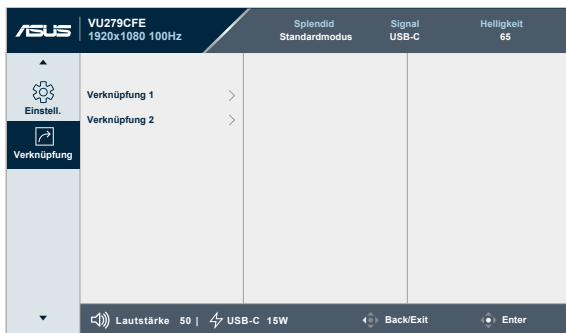 ASUS
VU279CFE
1920x1080 100Hz
Splendid
Standardmodus
Signal
USB-C
Helligkeit
65
Einstell.
Verknüpfung
Verknüpfung 1
Verknüpfung 2
Lautstärke 50 | USB-C 15W
Back/Exit
Enter